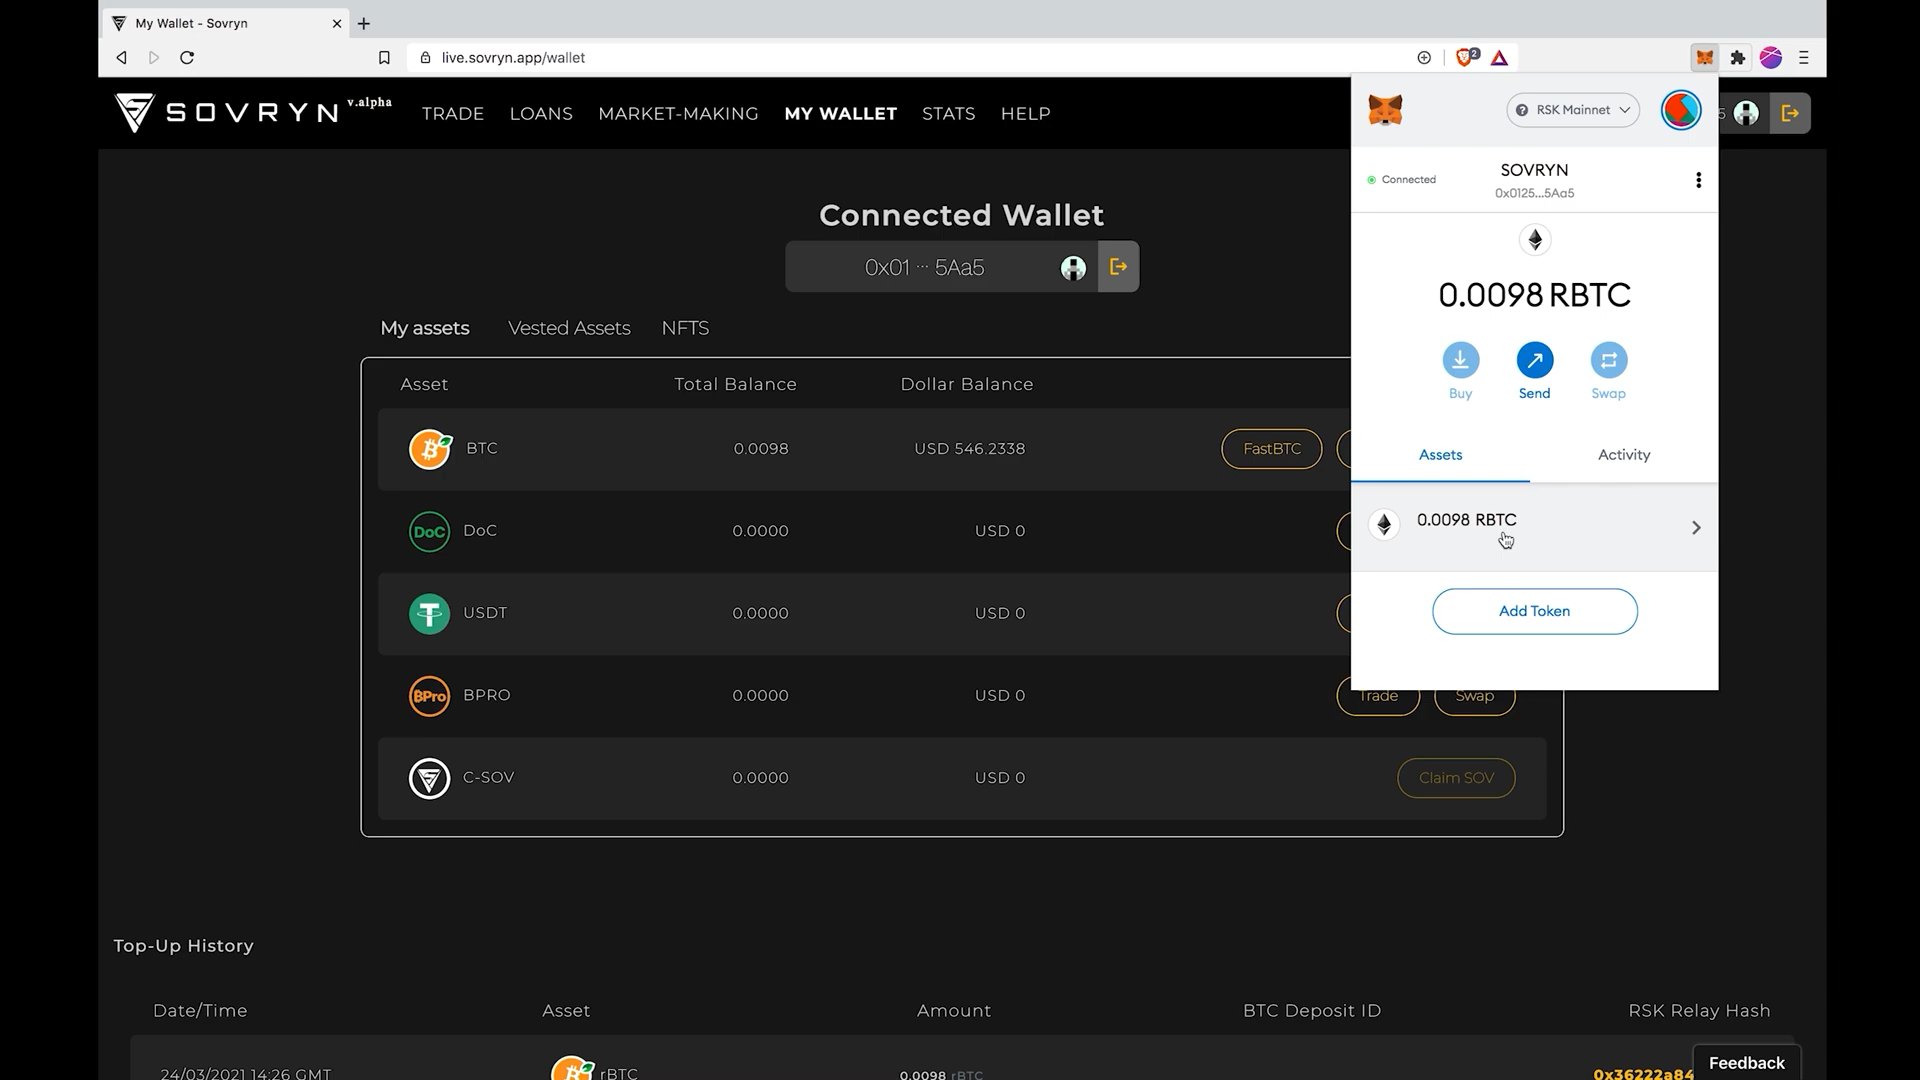 My Wallet - Sovryn
live.sovryn.app/wallet
2
SOVRYN v.alpha
TRADE LOANS MARKET-MAKING MY WALLET STATS HELP
RSK Mainnet
Connected
SOVRYN
0x0125...5Aa5
0.0098 RBTC
Buy Send Swap
Assets Activity
0.0098 RBTC
Add Token
Connected Wallet
0x01 ··· 5Aa5
My assets Vested Assets NFTS
Asset Total Balance Dollar Balance
BTC 0.0098 USD 546.2338 FastBTC
DoC DoC 0.0000 USD 0
USDT 0.0000 USD 0
BPro BPRO 0.0000 USD 0 Trade Swap
C-SOV 0.0000 USD 0 Claim SOV
Top-Up History
Date/Time Asset Amount BTC Deposit ID RSK Relay Hash
24/03/2021 14:26 GMT rBTC 0.0098 rBTC 0x36222a84
Feedback